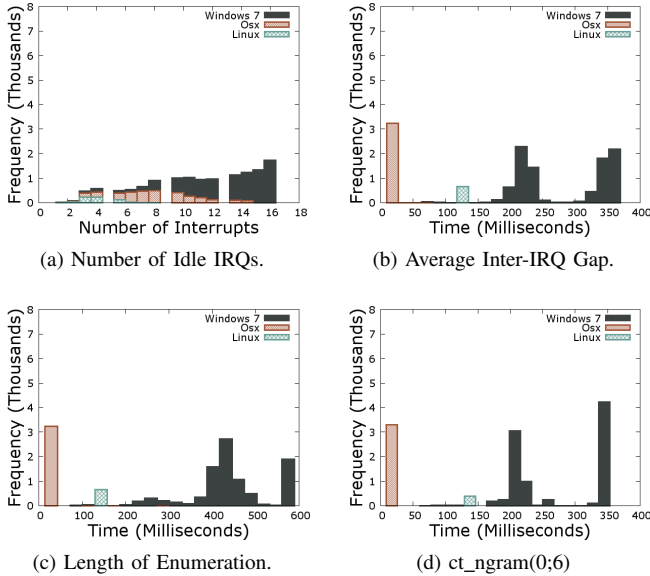 Windows 7
Osx
Linux
Frequency (Thousands)
8
7
6
5
4
3
2
1
0
0 2 4 6 8 10 12 14 16 18
Number of Interrupts
(a) Number of Idle IRQs.
Windows 7
Osx
Linux
Frequency (Thousands)
8
7
6
5
4
3
2
1
0
0 100 200 300 400
Time (Milliseconds)
(b) Average Inter-IRQ Gap.
Windows 7
Osx
Linux
Frequency (Thousands)
8
7
6
5
4
3
2
1
0
0 100 200 300 400 500 600
Time (Milliseconds)
(c) Length of Enumeration.
Windows 7
Osx
Linux
Frequency (Thousands)
8
7
6
5
4
3
2
1
0
0 50 100 150 200 250 300 350 400
Time (Milliseconds)
(d) ct_ngram(0;6)